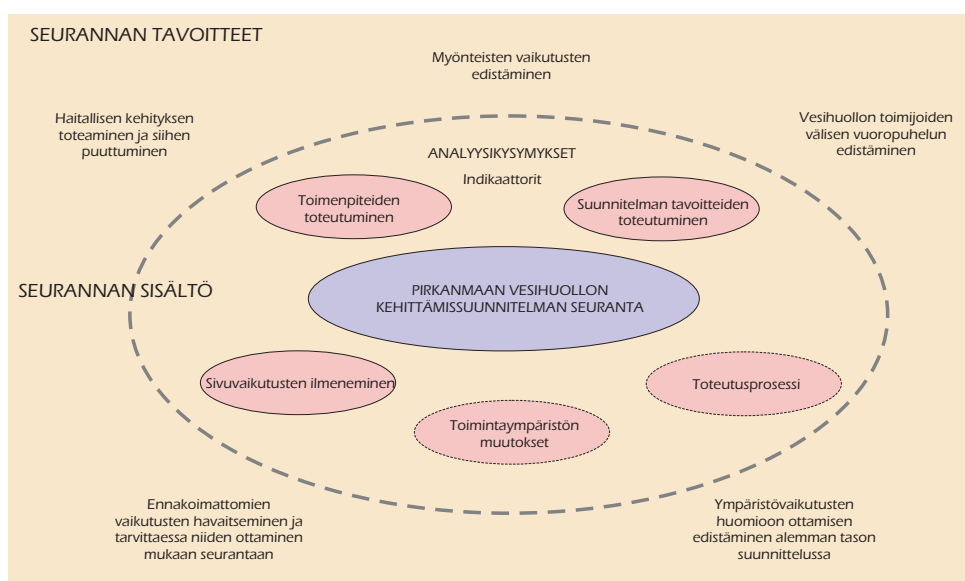 SEURANNAN TAVOITTEET
Myönteisten vaikutusten
edistäminen
Haitallisen kehityksen
toteaminen ja siihen
puuttuminen
Vesihuollon toimijoiden
välisen vuoropuhelun
edistäminen
ANALYYSIKYSYMYKSET
Indikaattorit
Toimenpiteiden
toteutuminen
Suunnitelman tavoitteiden
toteutuminen
SEURANNAN SISÄLTÖ
PIRKANMAAN VESIHUOLLON
KEHITTÄMISSUUNNITELMAN SEURANTA
Sivuvaikutusten ilmeneminen
Toteutusprosessi
Toimintaympäristön
muutokset
Ennakoimattomien
vaikutusten havaitseminen ja
tarvittaessa niiden ottaminen
mukaan seurantaan
Ympäristövaikutusten
huomioon ottamisen
edistäminen alemman tason
suunnittelussa